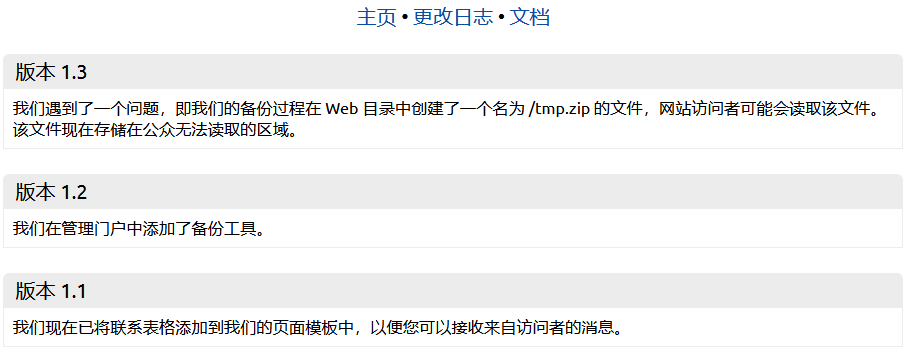 主页 • 更改日志 • 文档
版本 1.3
我们遇到了一个问题，即我们的备份过程在 Web 目录中创建了一个名为 /tmp.zip 的文件，网站访问者可能会读取该文件。
该文件现在存储在公众无法读取的区域。
版本 1.2
我们在管理门户中添加了备份工具。
版本 1.1
我们现在已将联系表格添加到我们的页面模板中，以便您可以接收来自访问者的消息。